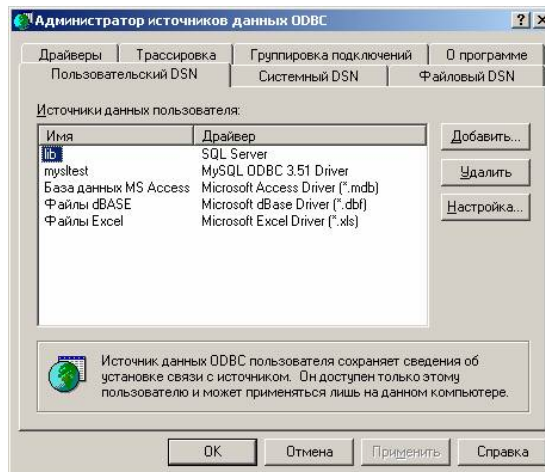 Администратор источников данных ODBC
Драйверы Трассировка Группировка подключений О программе
Пользовательский DSN Системный DSN Файловый DSN
Источники данных пользователя:
Имя Драйвер
lib SQL Server
mysltest MySQL ODBC 3.51 Driver
База данных MS Access Microsoft Access Driver (*.mdb)
Файлы dBASE Microsoft dBase Driver (*.dbf)
Файлы Excel Microsoft Excel Driver (*.xls)
Добавить...
Удалить
Настройка...
Источник данных ODBC пользователя сохраняет сведения об
установке связи с источником. Он доступен только этому
пользователю и может применяться лишь на данном компьютере.
OK Отмена Применить Справка